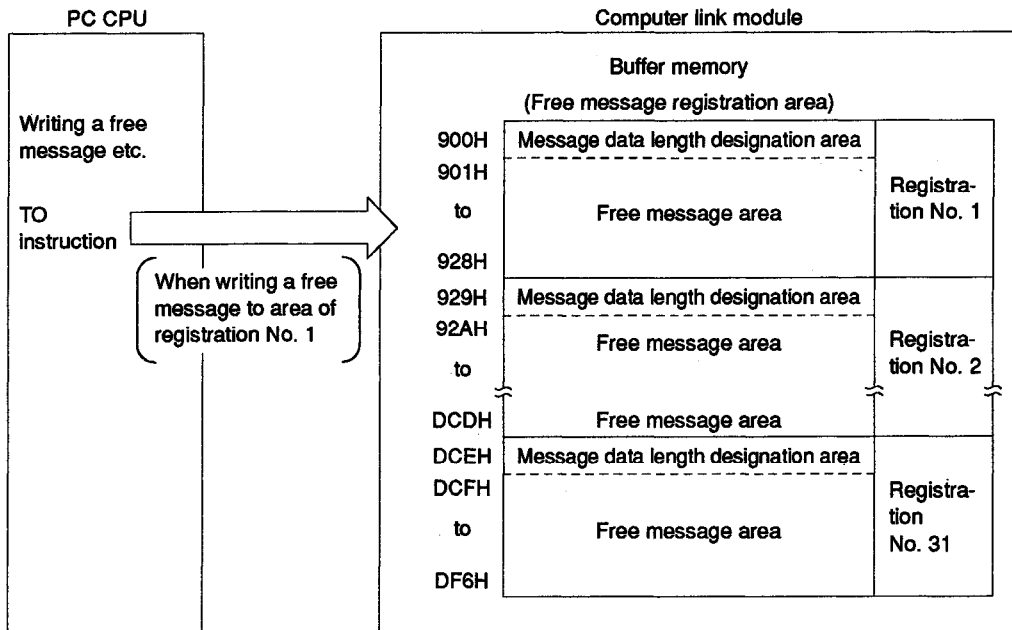 PC CPU
Computer link module
Buffer memory
(Free message registration area)
Writing a free
message etc.
TO
instruction
When writing a free
message to area of
registration No. 1
900H
Message data length designation area
901H
to
Free message area
928H
Registra-
tion No. 1
929H
Message data length designation area
92AH
Free message area
to
Registra-
tion No. 2
DCDH
Free message area
DCEH
Message data length designation area
DCFH
to
Free message area
DF6H
Registra-
tion
No. 31